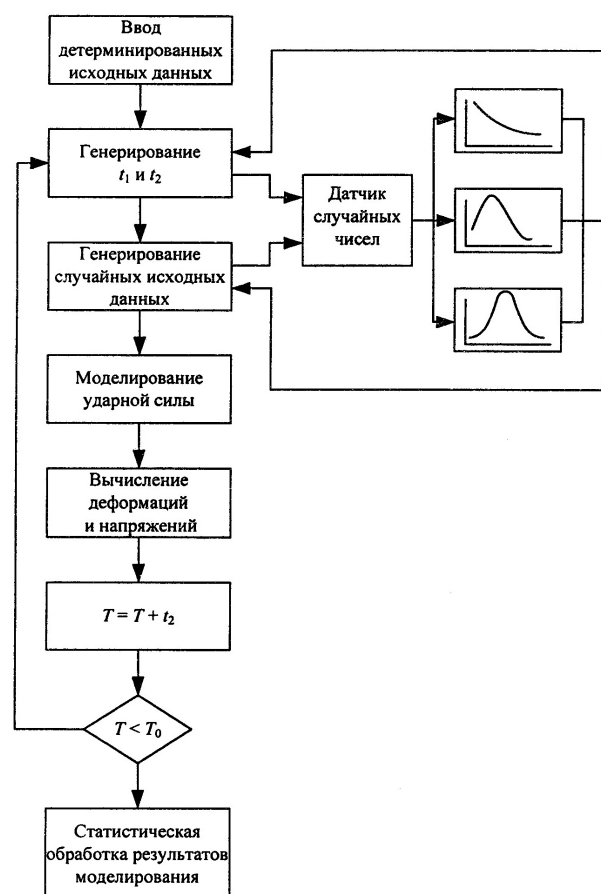 Ввод
детерминированных
исходных данных
Генерирование
t₁ и t₂
Датчик
случайных
чисел
Генерирование
случайных исходных
данных
Моделирование
ударной силы
Вычисление
деформаций
и напряжений
T = T + t₂
T < T₀
Статистическая
обработка результатов
моделирования